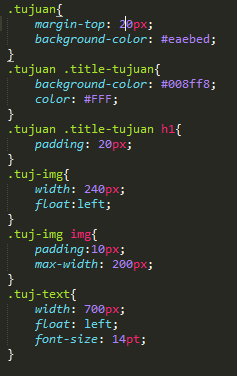 .tujuan{
    margin-top: 20px;
    background-color: #eaebed;
}
.tujuan .title-tujuan{
    background-color: #008ff8;
    color: #FFF;
}
.tujuan .title-tujuan h1{
    padding: 20px;
}
.tuj-img{
    width: 240px;
    float:left;
}
.tuj-img img{
    padding:10px;
    max-width: 200px;
}
.tuj-text{
    width: 700px;
    float: left;
    font-size: 14pt;
}